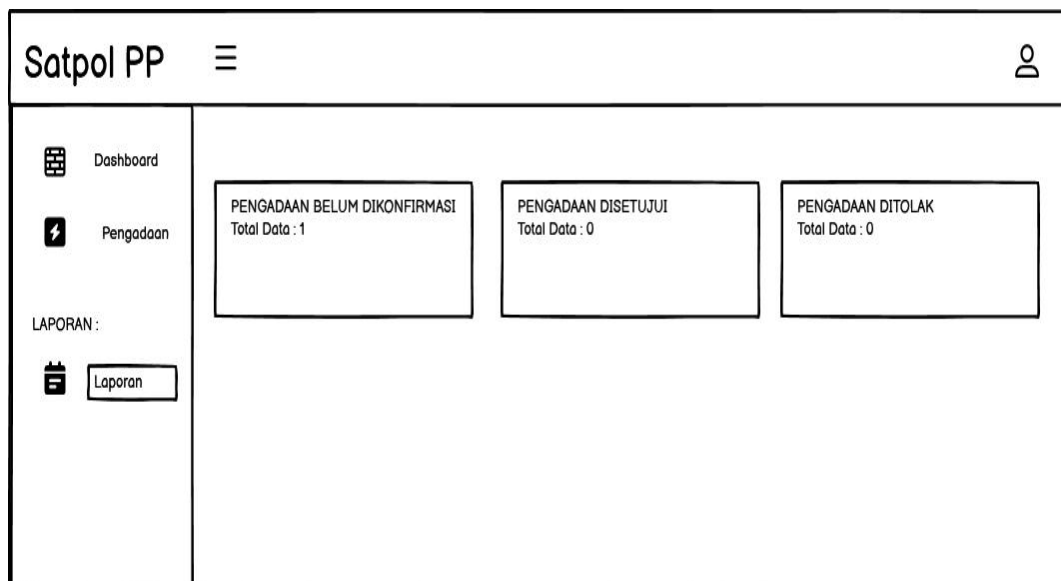 Satpol PP
Dashboard
Pengadaan
LAPORAN :
Laporan
PENGADAAN BELUM DIKONFIRMASI
Total Data : 1
PENGADAAN DISETUJUI
Total Data : 0
PENGADAAN DITOLAK
Total Data : 0